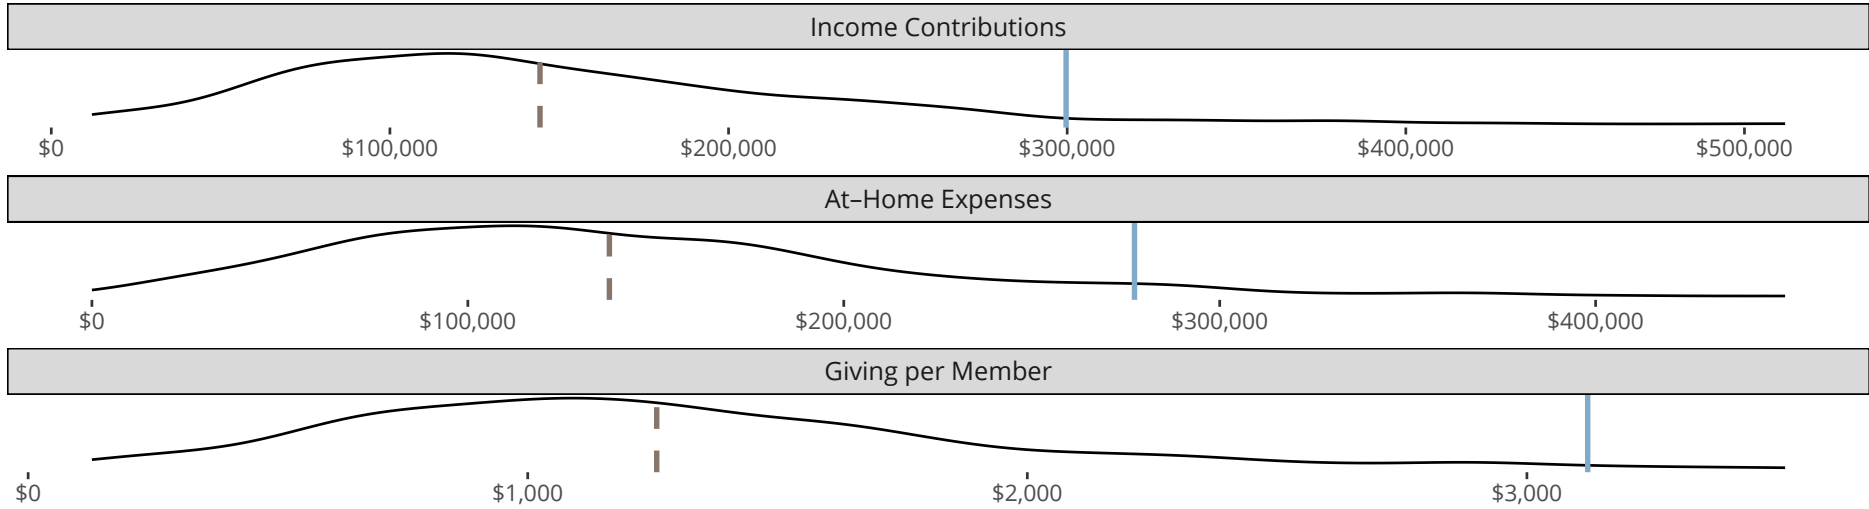 Income Contributions
$0 $100,000 $200,000 $300,000 $400,000 $500,000
At–Home Expenses
$0 $100,000 $200,000 $300,000 $400,000
Giving per Member
$0 $1,000 $2,000 $3,000